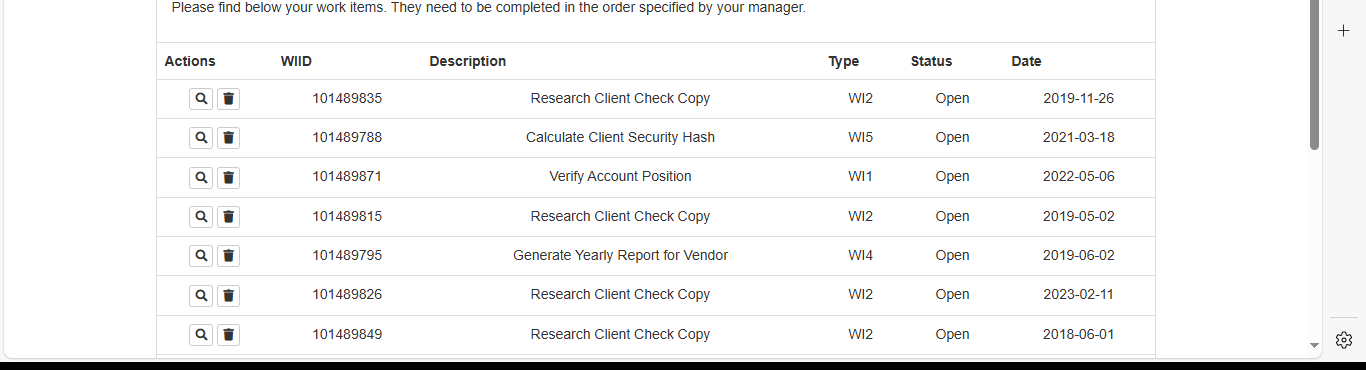 Please find below your work items. They need to be completed in the order specified by your manager.
Actions WIID Description Type Status Date
101489835 Research Client Check Copy WI2 Open 2019-11-26
101489788 Calculate Client Security Hash WI5 Open 2021-03-18
101489871 Verify Account Position WI1 Open 2022-05-06
101489815 Research Client Check Copy WI2 Open 2019-05-02
101489795 Generate Yearly Report for Vendor WI4 Open 2019-06-02
101489826 Research Client Check Copy WI2 Open 2023-02-11
101489849 Research Client Check Copy WI2 Open 2018-06-01